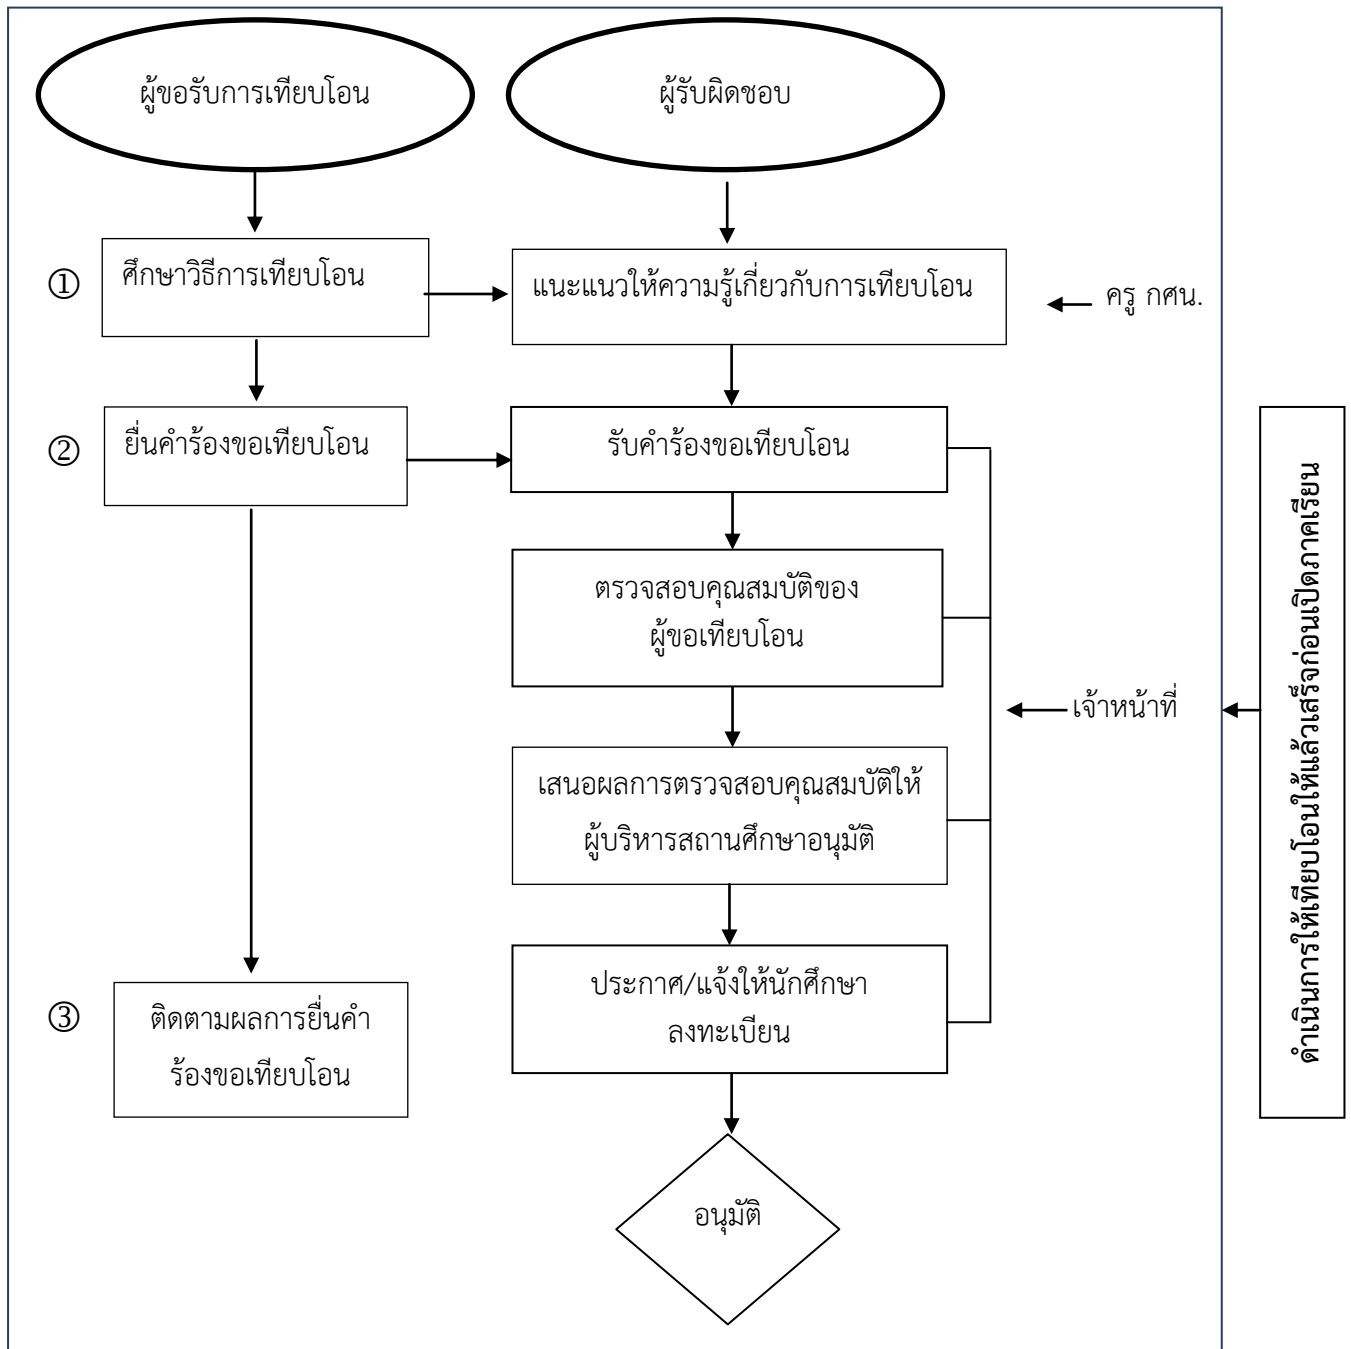 ผู้ขอรับการเทียบโอน
ผู้รับผิดชอบ
① ศึกษาวิธีการเทียบโอน
แนะแนวให้ความรู้เกี่ยวกับการเทียบโอน
ครู กศน.
② ยื่นคำร้องขอเทียบโอน
รับคำร้องขอเทียบโอน
ตรวจสอบคุณสมบัติของ
ผู้ขอเทียบโอน
เจ้าหน้าที่
เสนอผลการตรวจสอบคุณสมบัติให้
ผู้บริหารสถานศึกษาอนุมัติ
ประกาศ/แจ้งให้นักศึกษา
ลงทะเบียน
③ ติดตามผลการยื่นคำ
ร้องขอเทียบโอน
อนุมัติ
ดำเนินการให้เทียบโอนให้แล้วเสร็จก่อนเปิดภาคเรียน